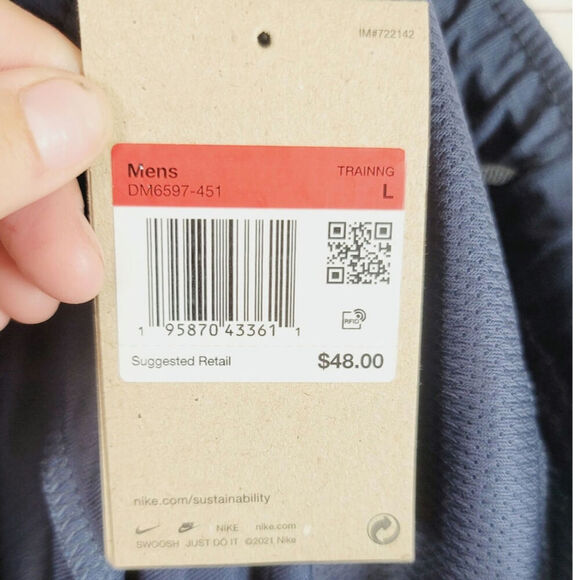 IM#722142
Mens TRAINNG
DM6597-451 L
1 95870 43361 1
RFID
Suggested Retail $48.00
nike.com/sustainability
NIKE nike.com
SWOOSH JUST DO IT ©2021 Nike